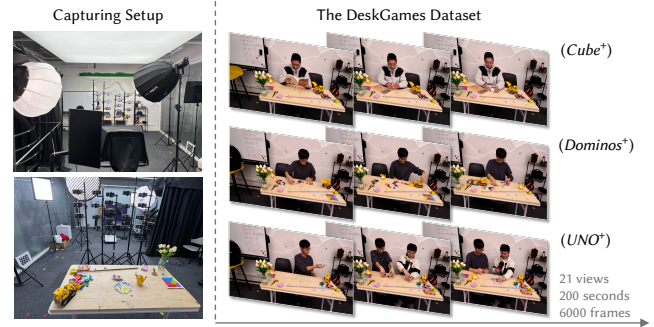 Capturing Setup
The DeskGames Dataset
(Cube⁺)
(Dominos⁺)
(UNO⁺)
21 views
200 seconds
6000 frames